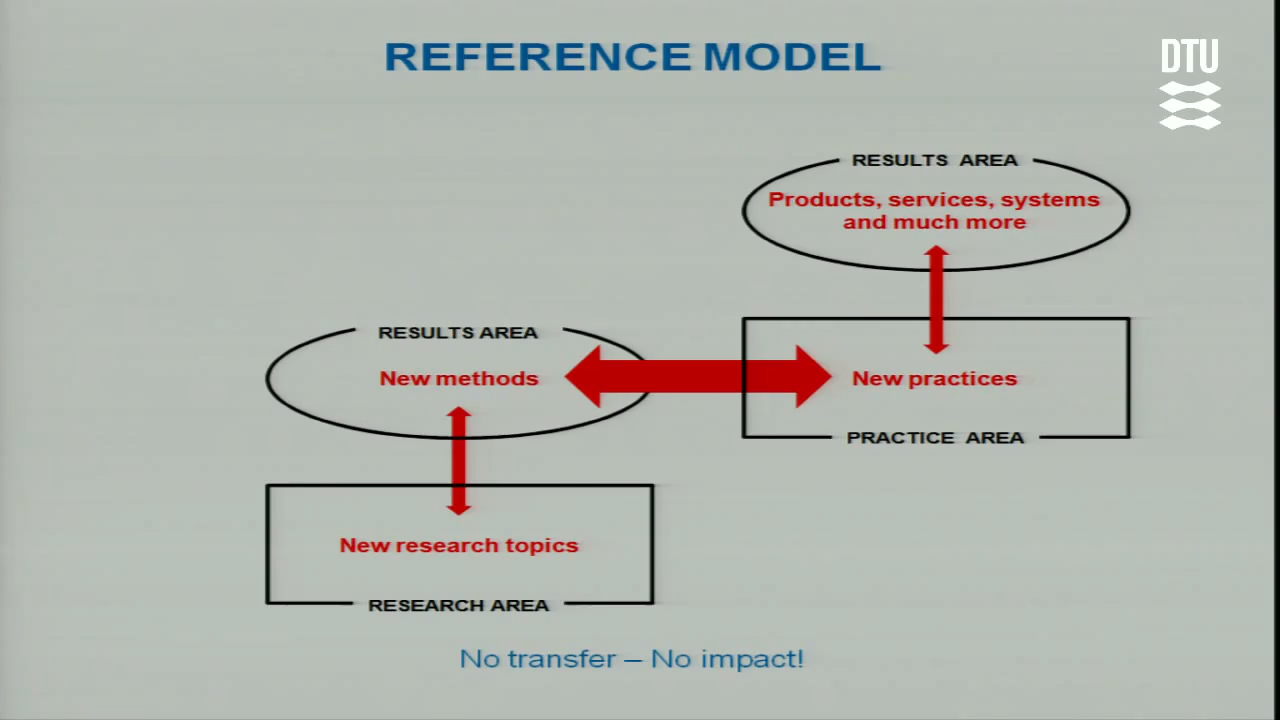 REFERENCE MODEL
DTU
RESULTS AREA
Products, services, systems
and much more
RESULTS AREA
New methods
New practices
PRACTICE AREA
New research topics
RESEARCH AREA
No transfer – No impact!